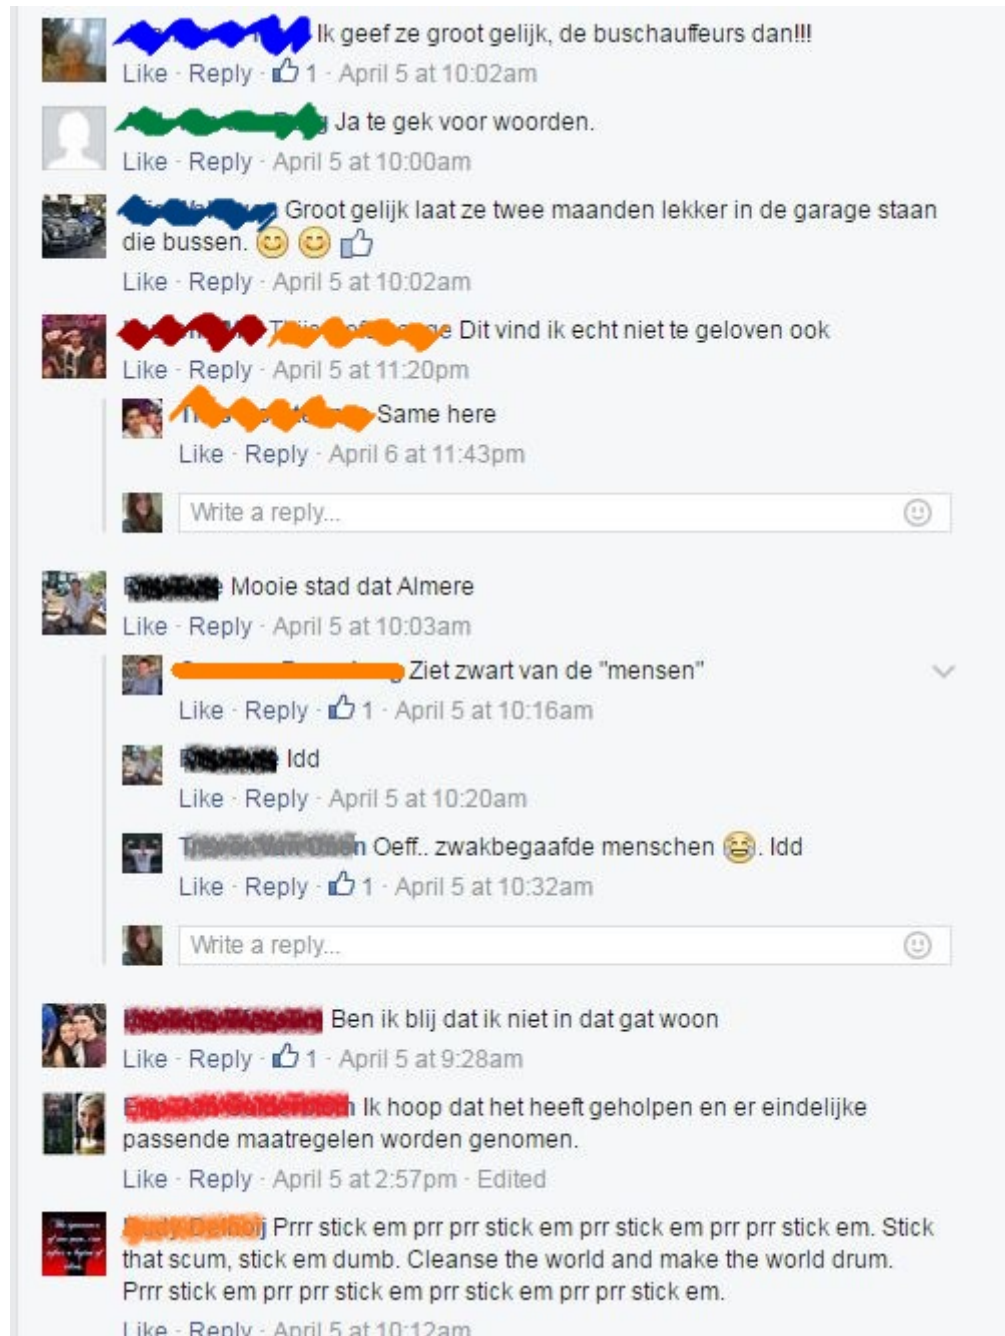 Ik geef ze groot gelijk, de buschauffeurs dan!!!
Like · Reply · 1 · April 5 at 10:02am
Ja te gek voor woorden.
Like · Reply · April 5 at 10:00am
Groot gelijk laat ze twee maanden lekker in de garage staan
die bussen.
Like · Reply · April 5 at 10:02am
Dit vind ik echt niet te geloven ook
Like · Reply · April 5 at 11:20pm
Same here
Like · Reply · April 6 at 11:43pm
Write a reply...
Mooie stad dat Almere
Like · Reply · April 5 at 10:03am
Ziet zwart van de "mensen"
Like · Reply · 1 · April 5 at 10:16am
Idd
Like · Reply · April 5 at 10:20am
Oeff.. zwakbegaafde menschen . Idd
Like · Reply · 1 · April 5 at 10:32am
Write a reply...
Ben ik blij dat ik niet in dat gat woon
Like · Reply · 1 · April 5 at 9:28am
Ik hoop dat het heeft geholpen en er eindelijke
passende maatregelen worden genomen.
Like · Reply · April 5 at 2:57pm · Edited
Prrr stick em prr prr stick em prr stick em prr prr stick em. Stick
that scum, stick em dumb. Cleanse the world and make the world drum.
Prrr stick em prr prr stick em prr stick em prr prr stick em.
Like · Reply · April 5 at 10:12am